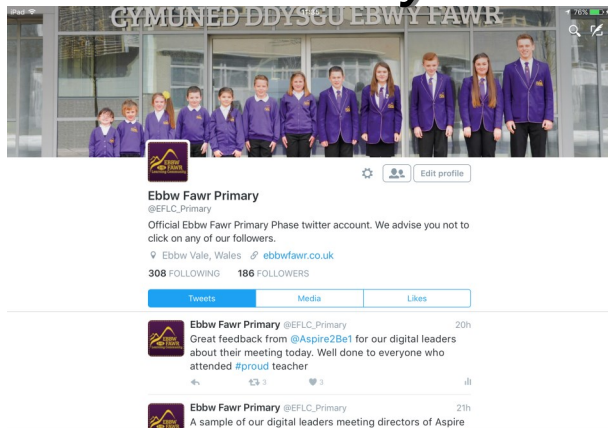 CYMUNED DDYSGU EBWY FAWR
iPad
76%
EBBW
FAWR
Learning Community
Edit profile
Ebbw Fawr Primary
@EFLC_Primary
Official Ebbw Fawr Primary Phase twitter account. We advise you not to
click on any of our followers.
Ebbw Vale, Wales ebbwfawr.co.uk
308 FOLLOWING 186 FOLLOWERS
Tweets Media Likes
Ebbw Fawr Primary @EFLC_Primary 20h
Great feedback from @Aspire2Be1 for our digital leaders
about their meeting today. Well done to everyone who
attended #proud teacher
3 3
Ebbw Fawr Primary @EFLC_Primary 21h
A sample of our digital leaders meeting directors of Aspire